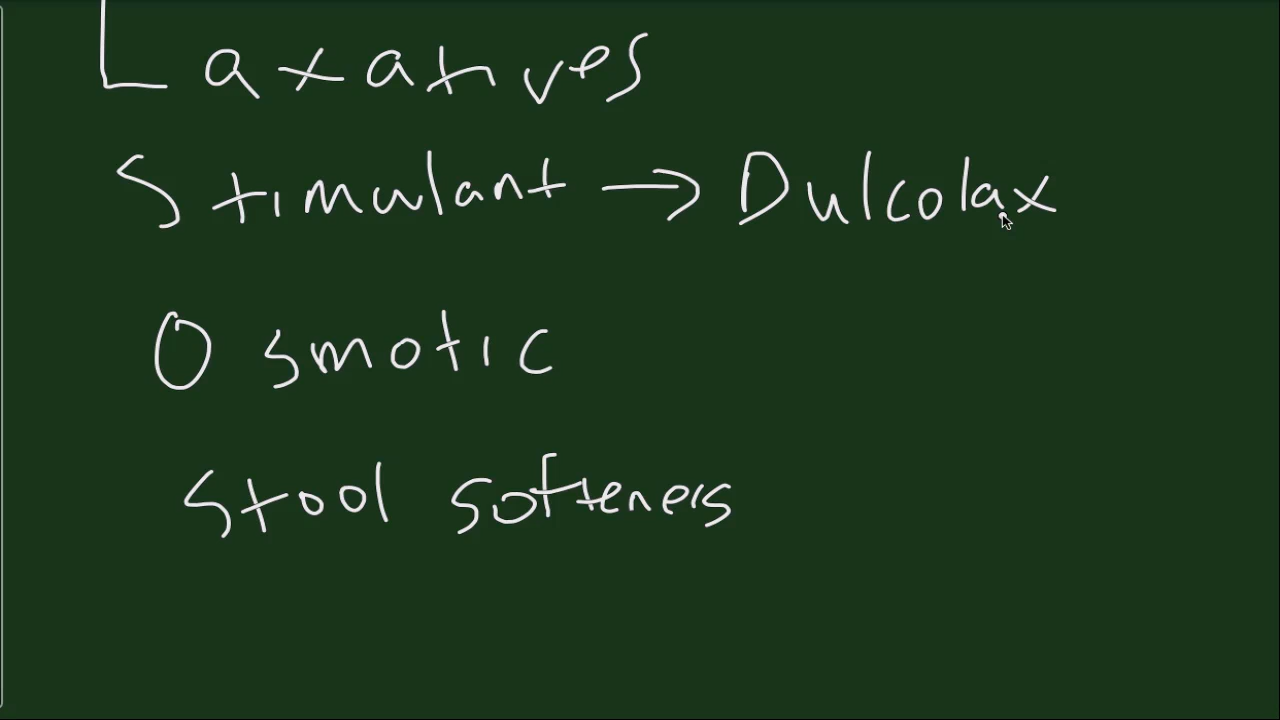 Laxatives
Stimulant → Dulcolax
Osmotic
Stool softeners